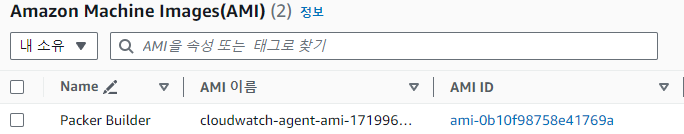 Amazon Machine Images(AMI) (2) 정보
내 소유 AMI을 속성 또는 태그로 찾기
Name AMI 이름 AMI ID
Packer Builder cloudwatch-agent-ami-171996... ami-0b10f98758e41769a